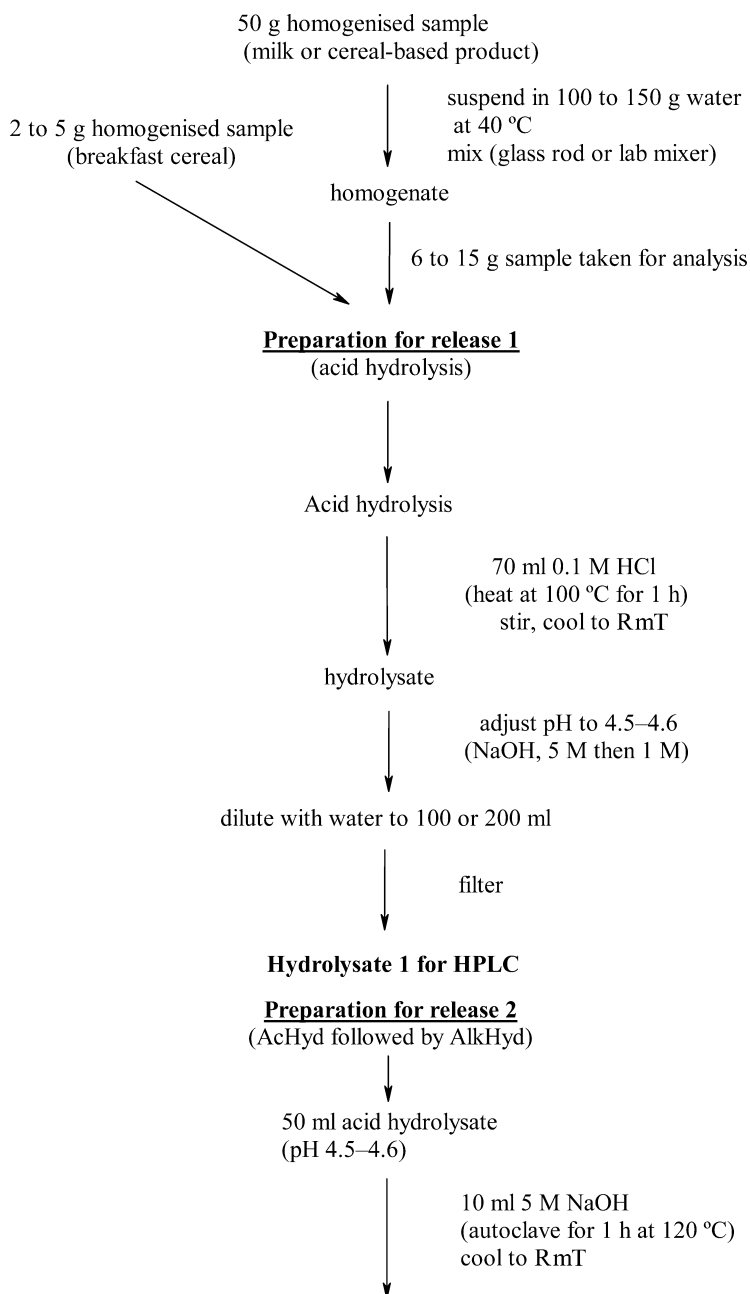 50 g homogenised sample
(milk or cereal-based product)
suspend in 100 to 150 g water
at 40 ºC
mix (glass rod or lab mixer)
2 to 5 g homogenised sample
(breakfast cereal)
homogenate
6 to 15 g sample taken for analysis
Preparation for release 1
(acid hydrolysis)
Acid hydrolysis
70 ml 0.1 M HCl
(heat at 100 ºC for 1 h)
stir, cool to RmT
hydrolysate
adjust pH to 4.5–4.6
(NaOH, 5 M then 1 M)
dilute with water to 100 or 200 ml
filter
Hydrolysate 1 for HPLC
Preparation for release 2
(AcHyd followed by AlkHyd)
50 ml acid hydrolysate
(pH 4.5–4.6)
10 ml 5 M NaOH
(autoclave for 1 h at 120 ºC)
cool to RmT